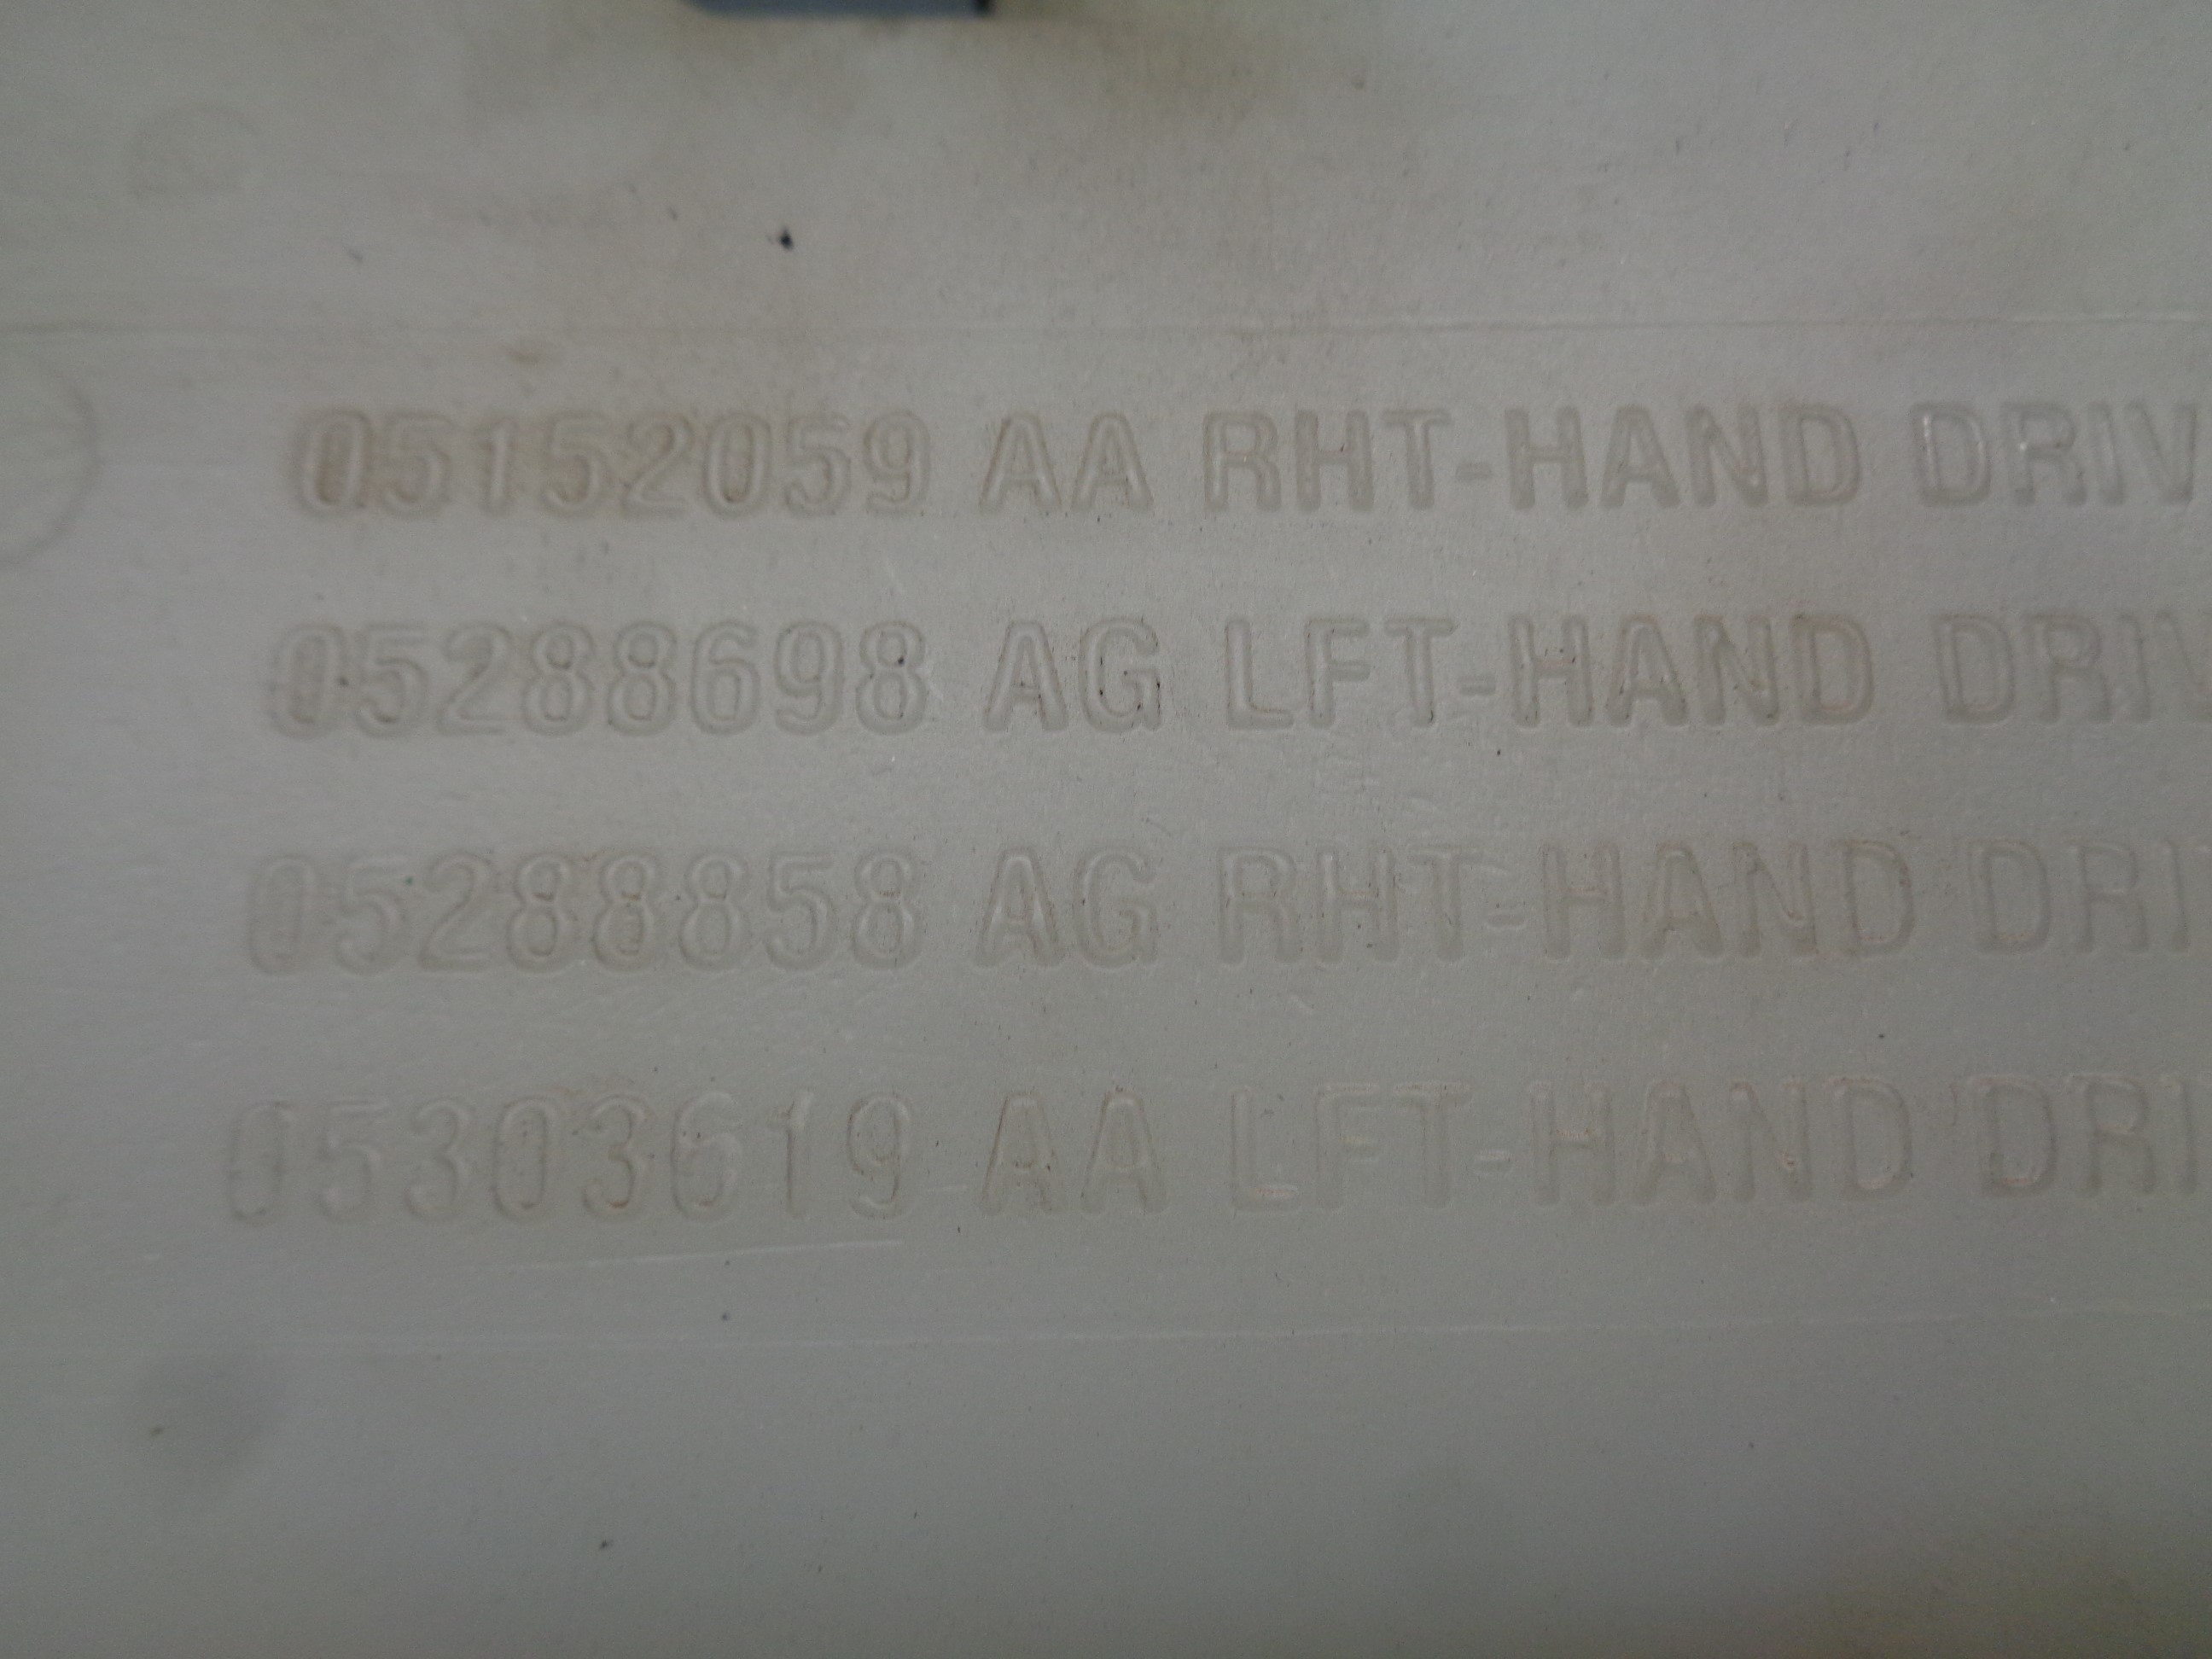 05152059 AA RHT-HAND DRIV
05288698 AG LFT-HAND DRIV
05288858 AG RHT-HAND DRI
05303619 AA LFT-HAND DRI